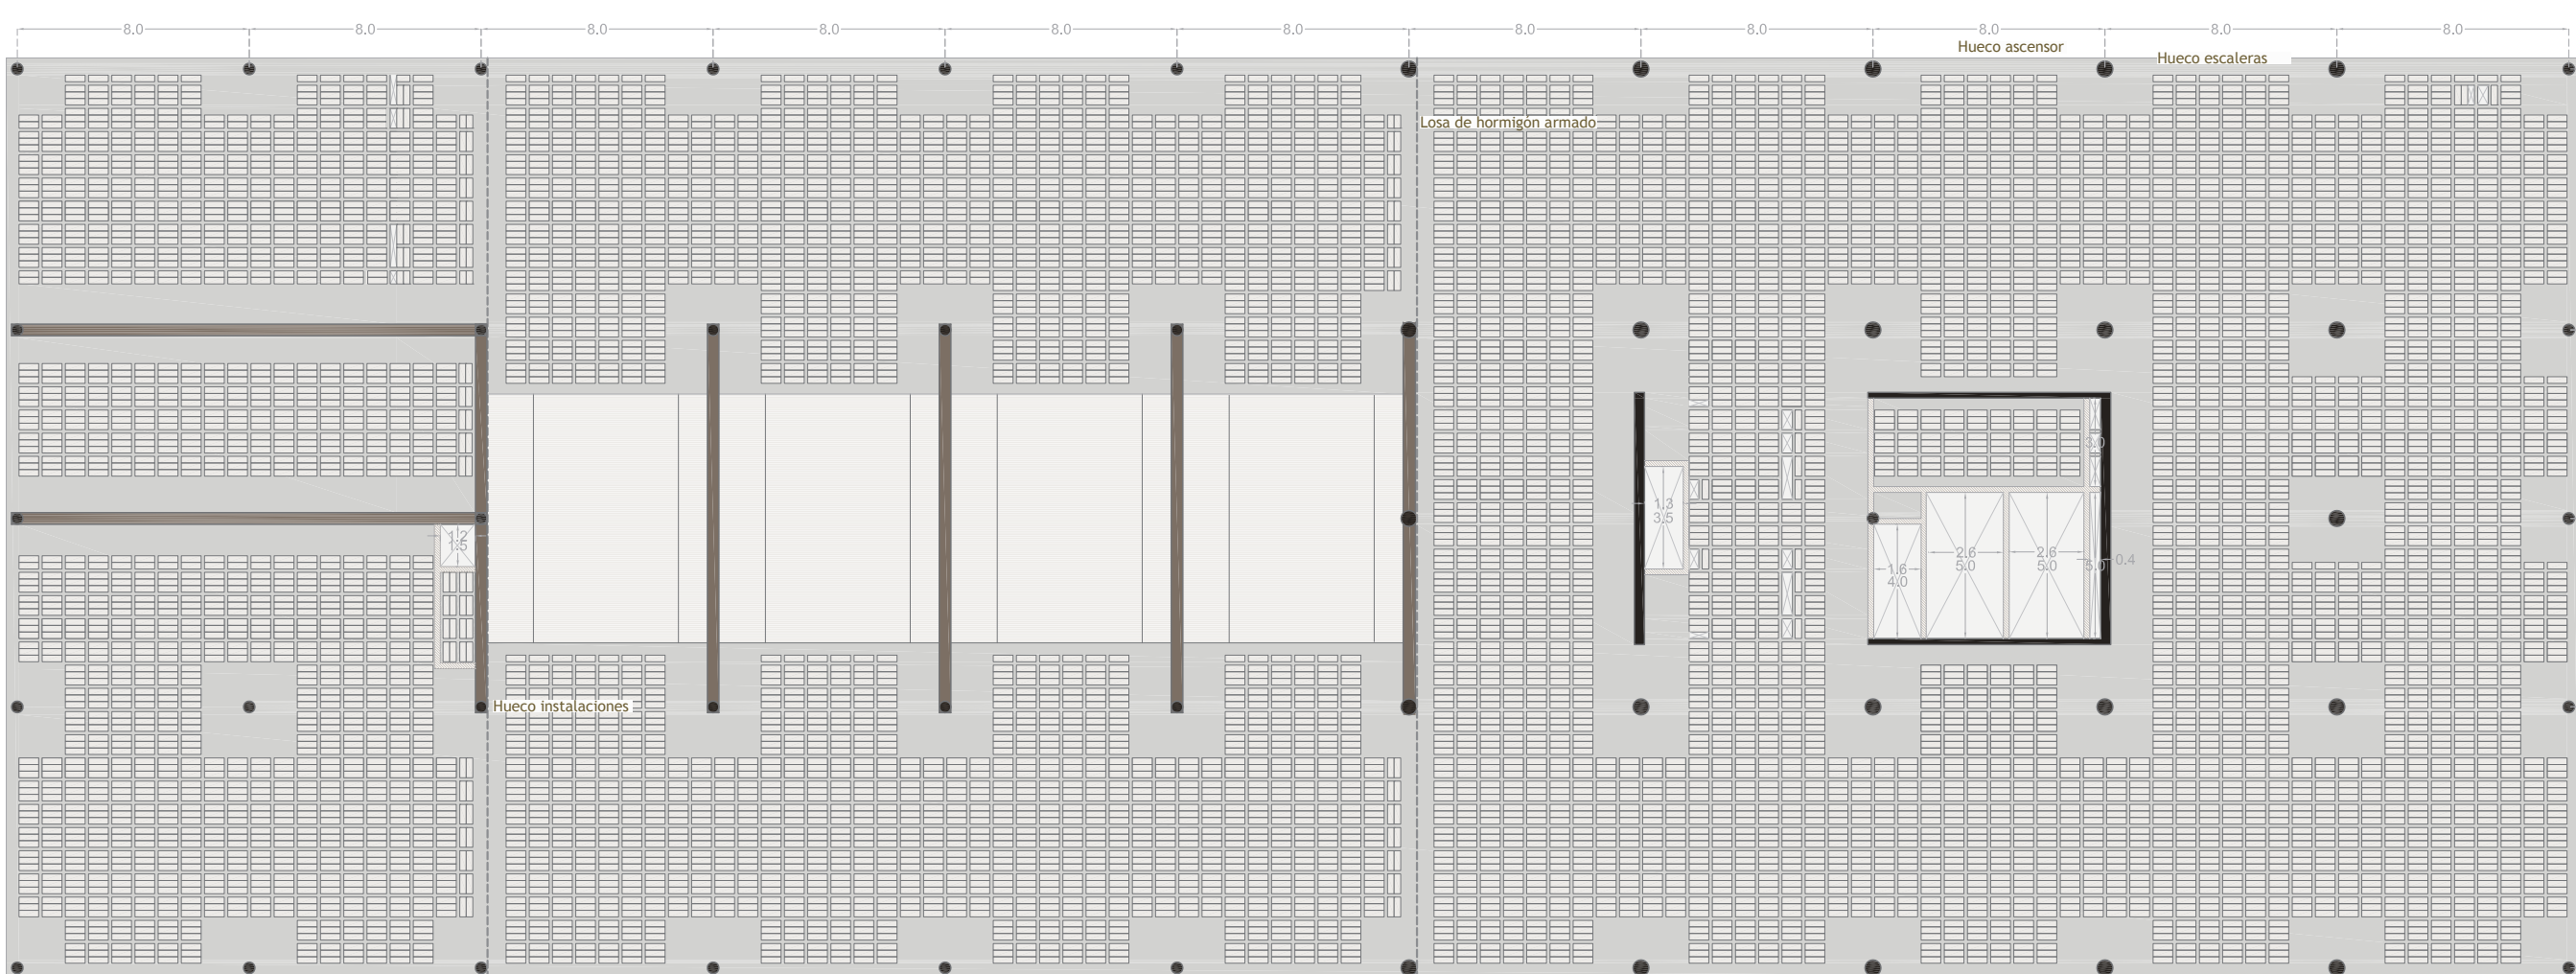 8.0 8.0 8.0 8.0 8.0 8.0 8.0 8.0 8.0 8.0 8.0
Hueco ascensor
Hueco escaleras
Losa de hormigón armado
3.0
1.3
3.5
1.2
1.5
2.6
5.0
2.6
5.0
5.0
0.4
1.6
4.0
Hueco instalaciones